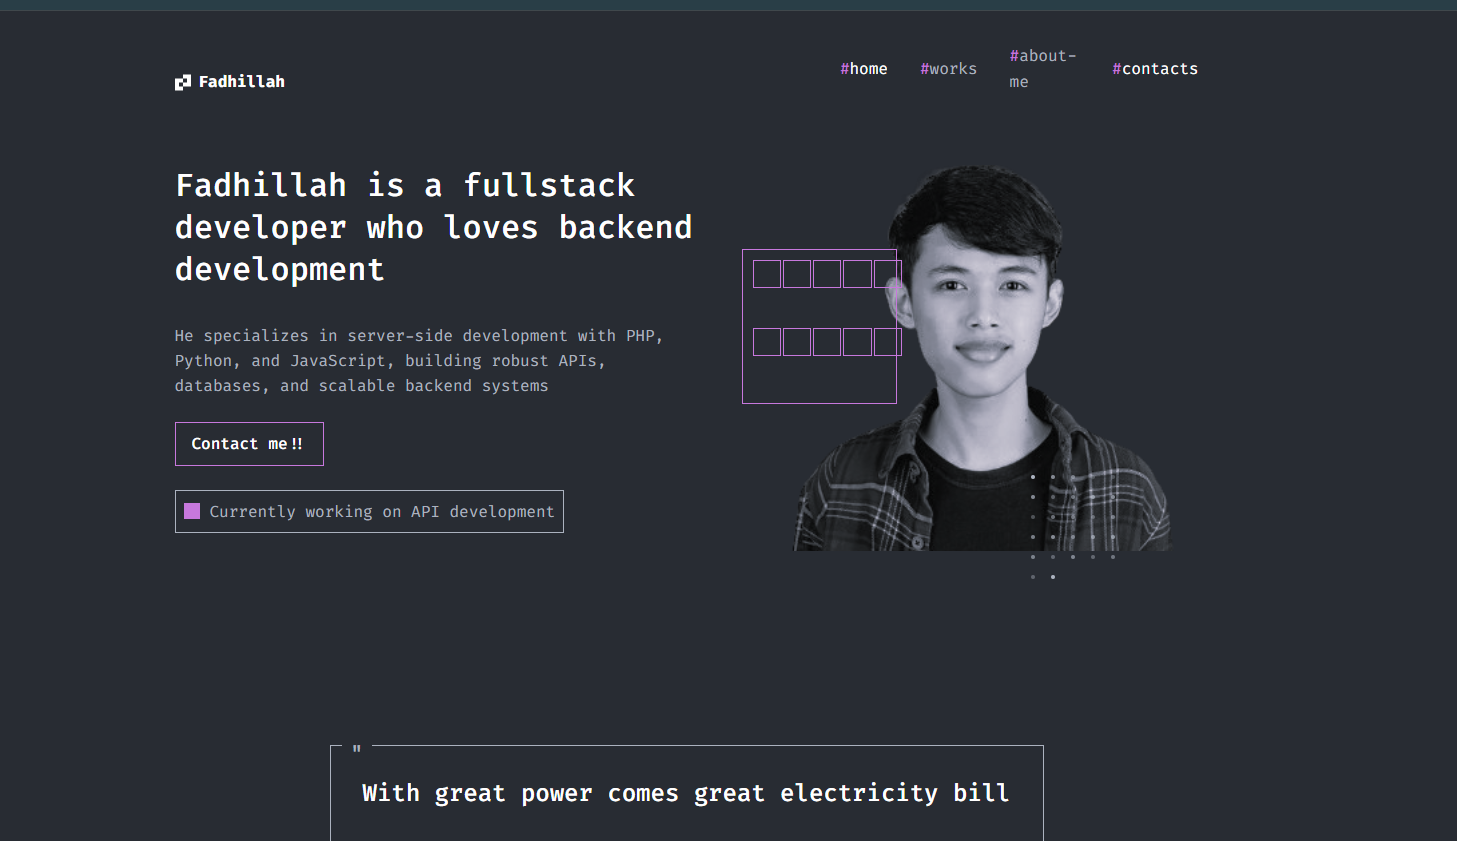 Fadhillah
#home #works #about-
me
#contacts
Fadhillah is a fullstack
developer who loves backend
development
He specializes in server-side development with PHP,
Python, and JavaScript, building robust APIs,
databases, and scalable backend systems
Contact me!!
Currently working on API development
"
With great power comes great electricity bill